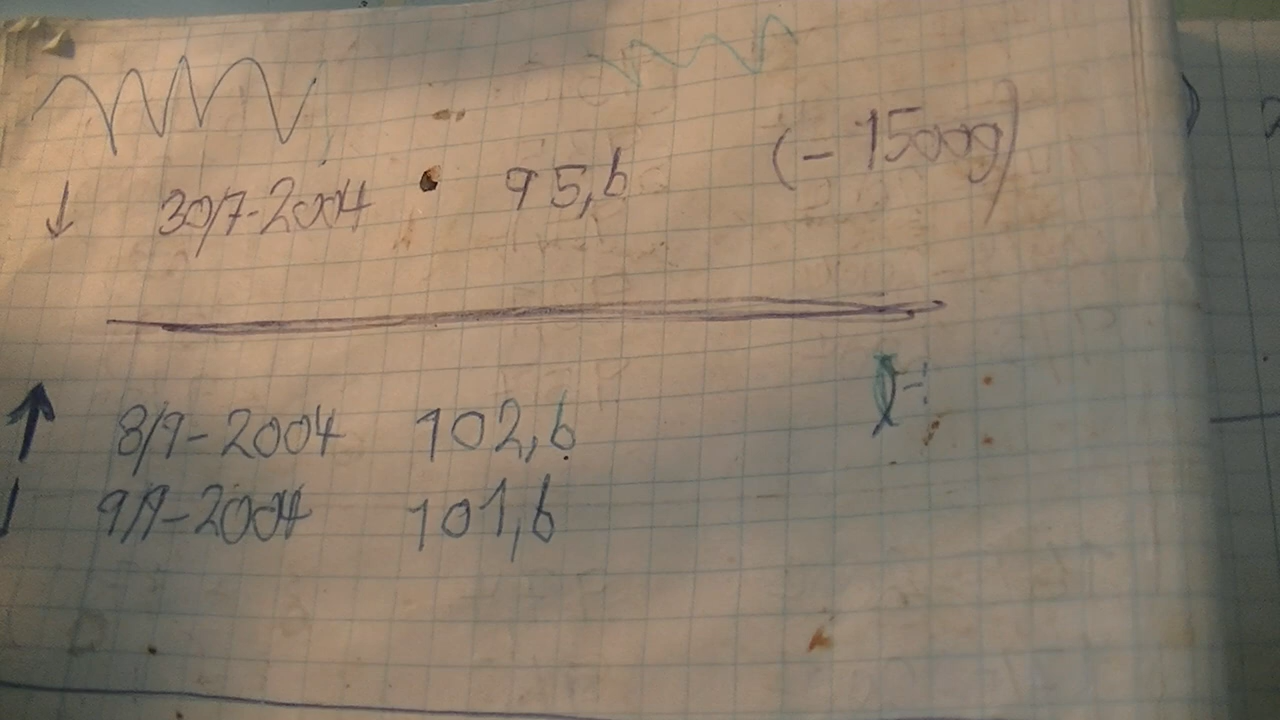 ↓ 30/7-2004 95,6 (-1500g)
↑ 8/9-2004 102,6
9/9-2004 101,6